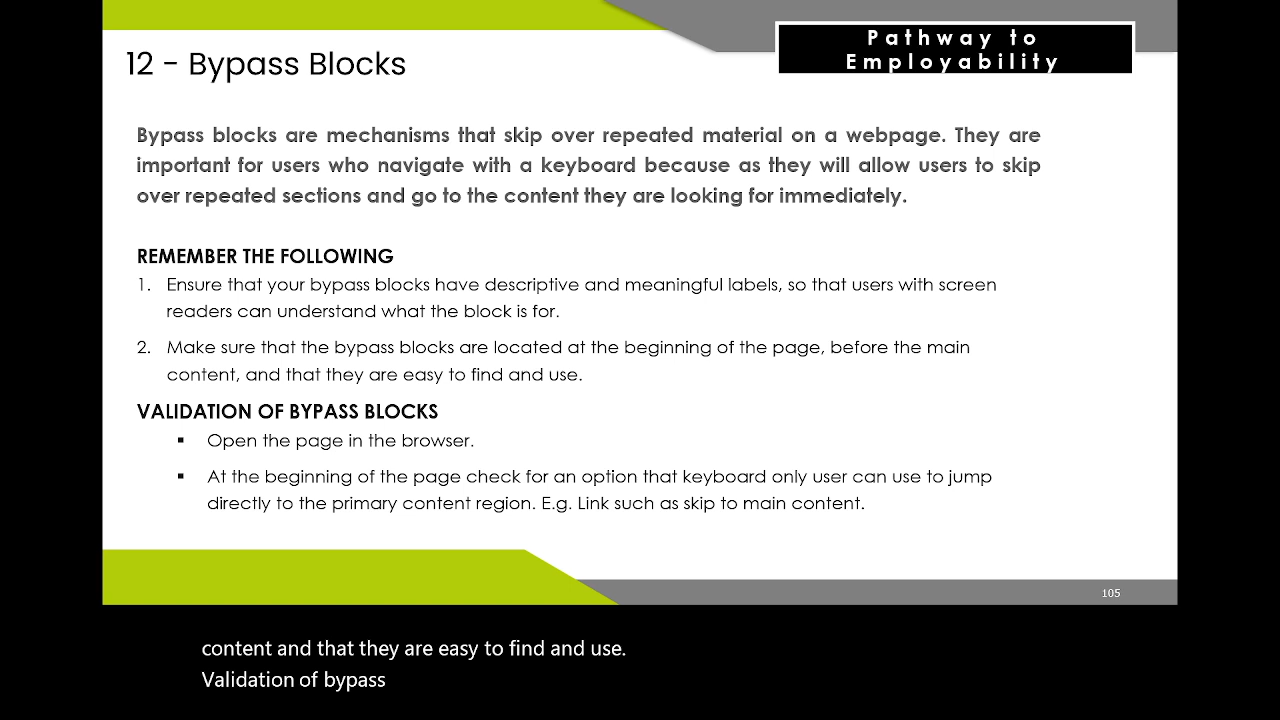 Pathway to
Employability
12 - Bypass Blocks
Bypass blocks are mechanisms that skip over repeated material on a webpage. They are
important for users who navigate with a keyboard because as they will allow users to skip
over repeated sections and go to the content they are looking for immediately.
REMEMBER THE FOLLOWING
1. Ensure that your bypass blocks have descriptive and meaningful labels, so that users with screen
readers can understand what the block is for.
2. Make sure that the bypass blocks are located at the beginning of the page, before the main
content, and that they are easy to find and use.
VALIDATION OF BYPASS BLOCKS
▪ Open the page in the browser.
▪ At the beginning of the page check for an option that keyboard only user can use to jump
directly to the primary content region. E.g. Link such as skip to main content.
105
content and that they are easy to find and use.
Validation of bypass